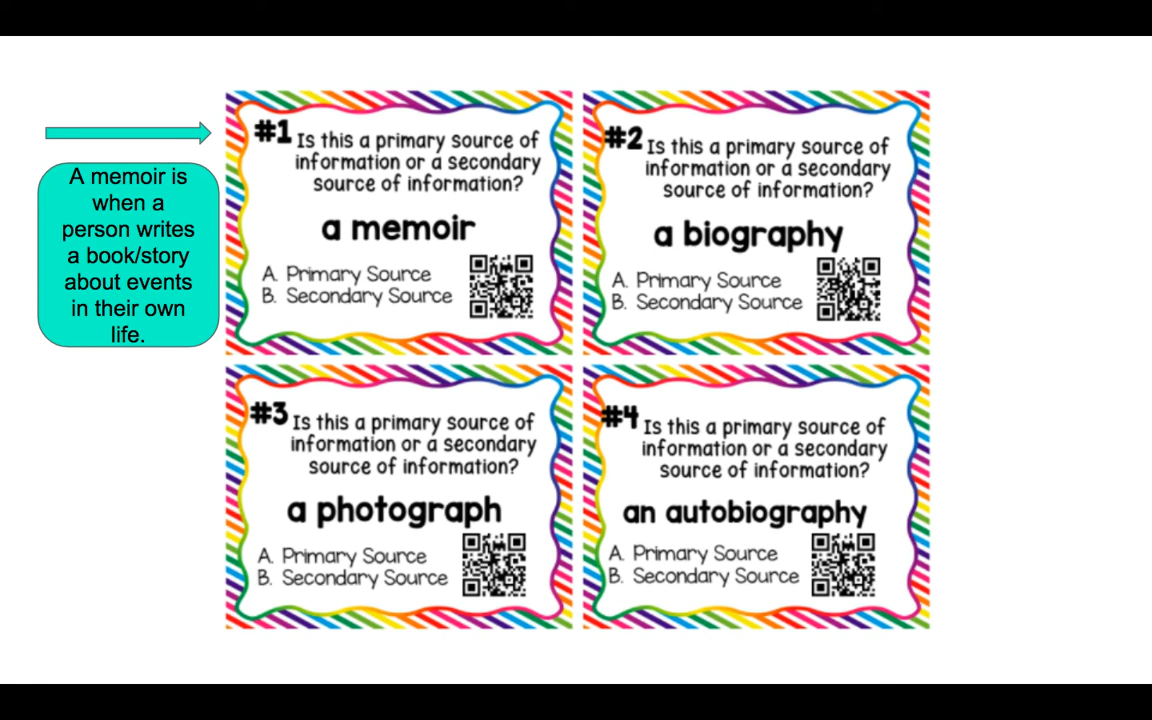 A memoir is
when a
person writes
a book/story
about events
in their own
life.
#1 Is this a primary source of
information or a secondary
source of information?
a memoir
A. Primary Source
B. Secondary Source
#2 Is this a primary source of
information or a secondary
source of information?
a biography
A. Primary Source
B. Secondary Source
#3 Is this a primary source of
information or a secondary
source of information?
a photograph
A. Primary Source
B. Secondary Source
#4 Is this a primary source of
information or a secondary
source of information?
an autobiography
A. Primary Source
B. Secondary Source